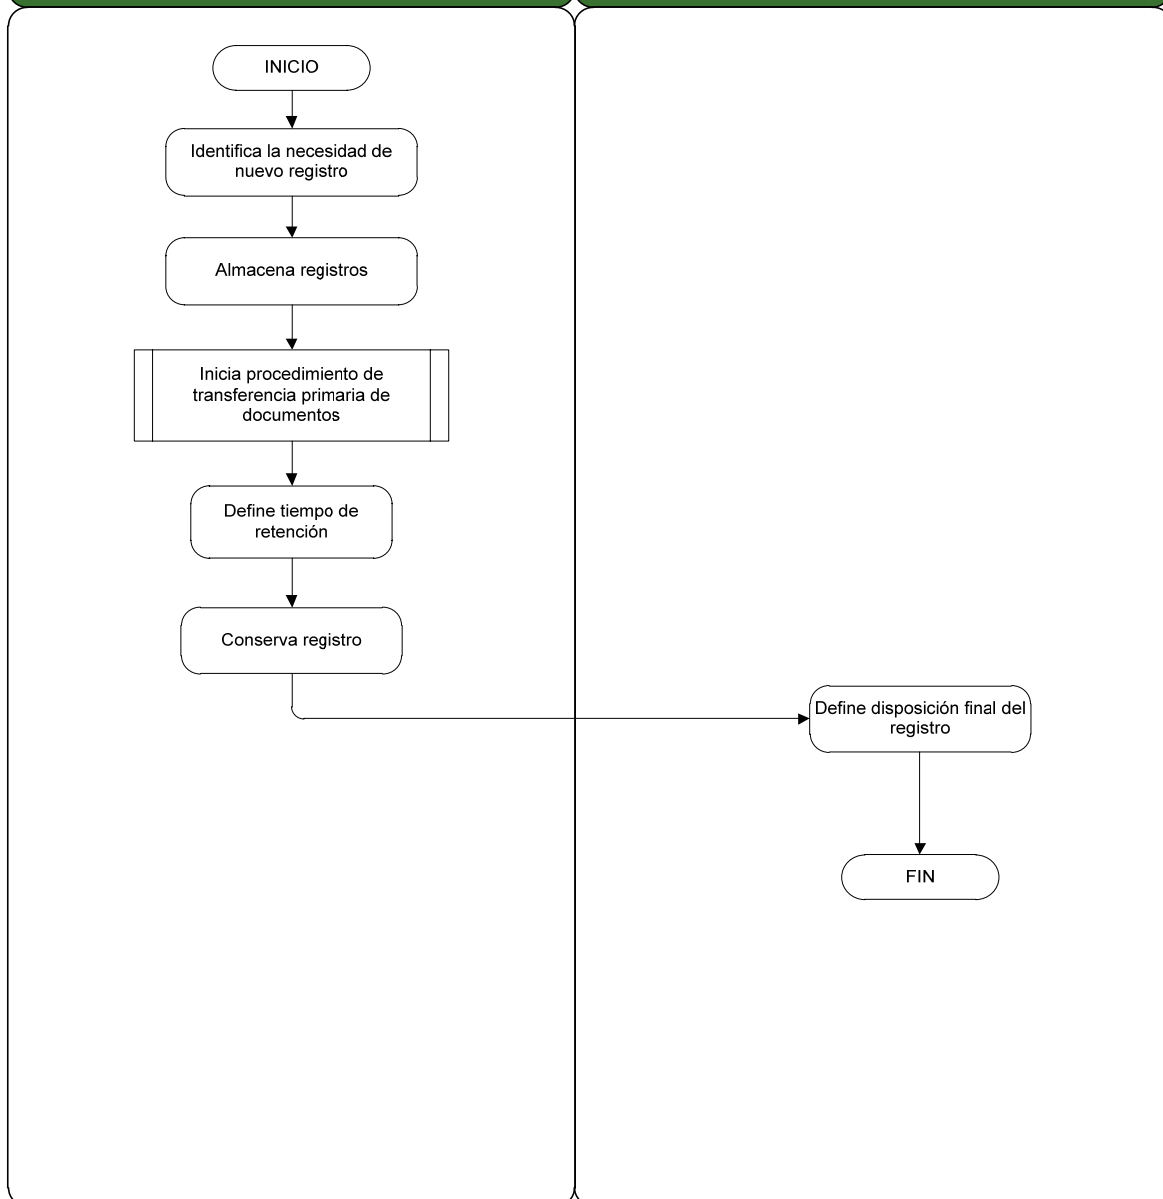 INICIO
Identifica la necesidad de
nuevo registro
Almacena registros
Inicia procedimiento de
transferencia primaria de
documentos
Define tiempo de
retención
Conserva registro
Define disposición final del
registro
FIN